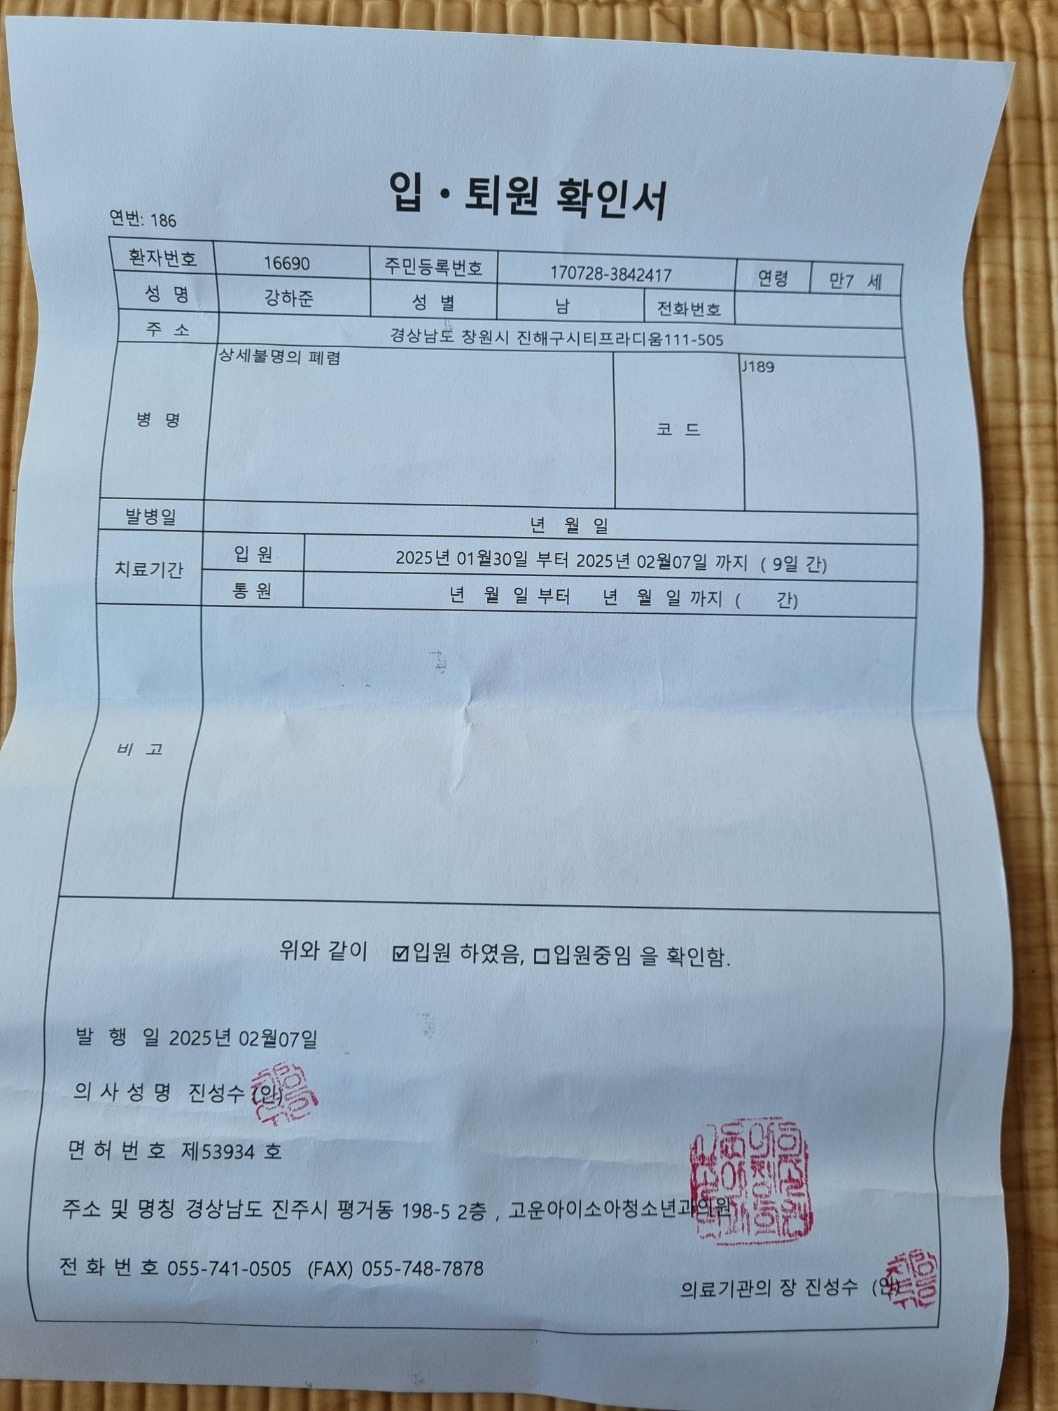 입 · 퇴원 확인서
연번: 186
환자번호 16690 주민등록번호 170728-3842417 연령 만7 세
성 명 강하준 성 별 남 전화번호
주 소 경상남도 창원시 진해구시티프라디움111-505
병 명 상세불명의 폐렴 코 드 J189
발병일 년 월 일
치료기간 입 원 2025년 01월30일 부터 2025년 02월07일 까지 ( 9일 간)
통 원 년 월 일 부터 년 월 일 까지 ( 간)
비 고
위와 같이 ☑입원 하였음, □입원중임 을 확인함.
발 행 일 2025년 02월07일
의 사 성 명 진성수 (인)
면 허 번 호 제53934 호
주소 및 명칭 경상남도 진주시 평거동 198-5 2층 , 고운아이소아청소년과의원
전 화 번 호 055-741-0505 (FAX) 055-748-7878
의료기관의 장 진성수 (인)